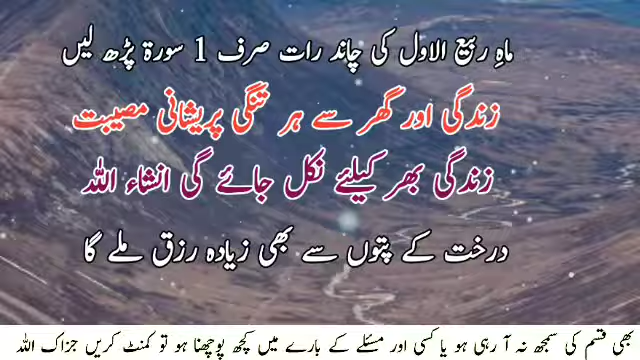 ماہِ ربیع الاول کی چاند رات صرف 1 سورۃ پڑھ لیں
زندگی اور گھر سے ہر تنگی پریشانی مصیبت
زندگی بھر کیلئے نکل جائے گی انشاء اللہ
درخت کے پتوں سے بھی زیادہ رزق ملے گا
بھی قسم کی سمجھ نہ آ رہی ہو یا کسی اور مسئلے کے بارے میں کچھ پوچھنا ہو تو کمنٹ کریں جزاک اللہ